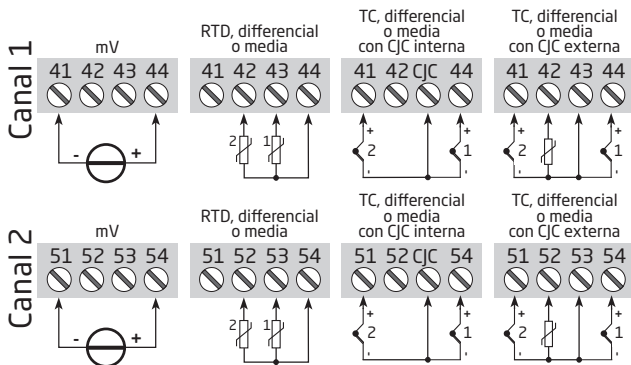 Canal 1
mV
41 42 43 44
- +
RTD, differencial
o media
41 42 43 44
2 1
TC, differencial
o media
con CJC interna
41 42 CJC 44
+ +
2 1
- -
TC, differencial
o media
con CJC externa
41 42 43 44
+ +
2 1
- -
Canal 2
mV
51 52 53 54
- +
RTD, differencial
o media
51 52 53 54
2 1
TC, differencial
o media
con CJC interna
51 52 CJC 54
+ +
2 1
- -
TC, differencial
o media
con CJC externa
51 52 53 54
+ +
2 1
- -